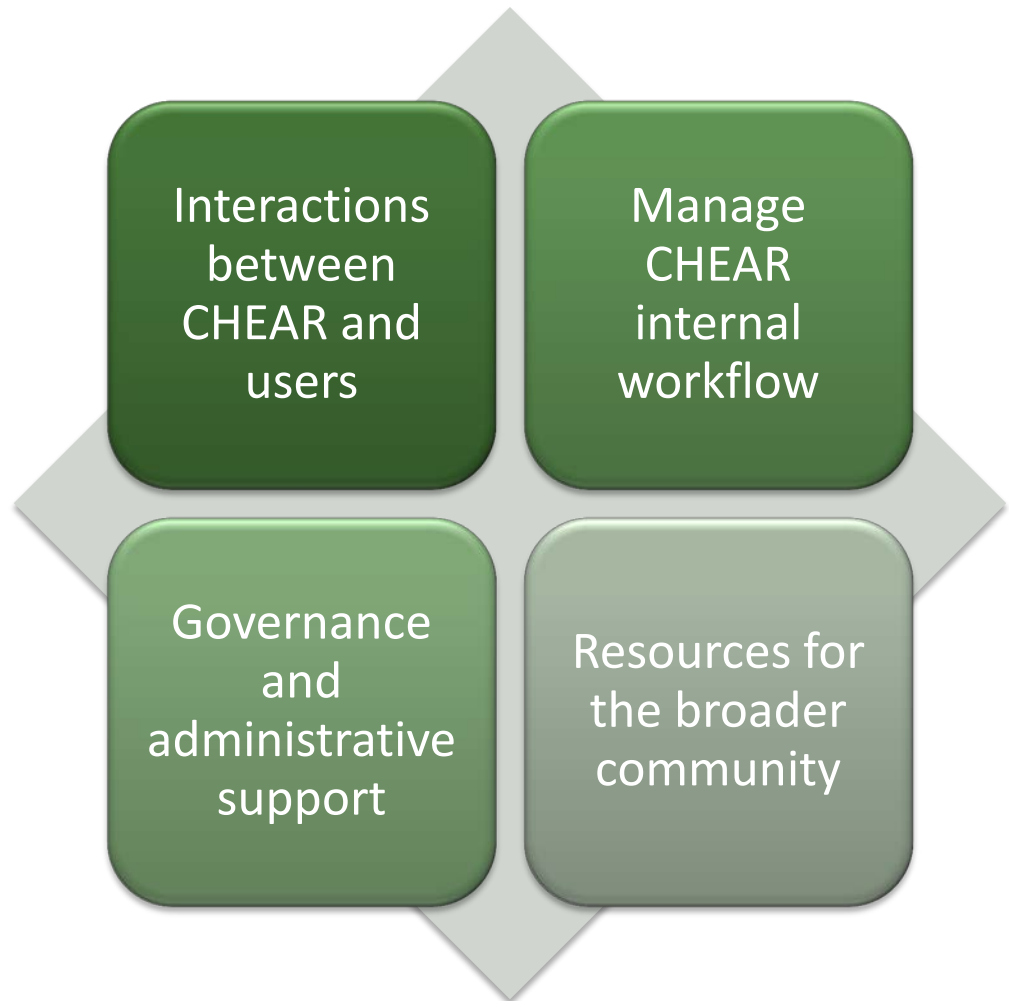 Interactions
between
CHEAR and
users
Manage
CHEAR
internal
workflow
Governance
and
administrative
support
Resources for
the broader
community